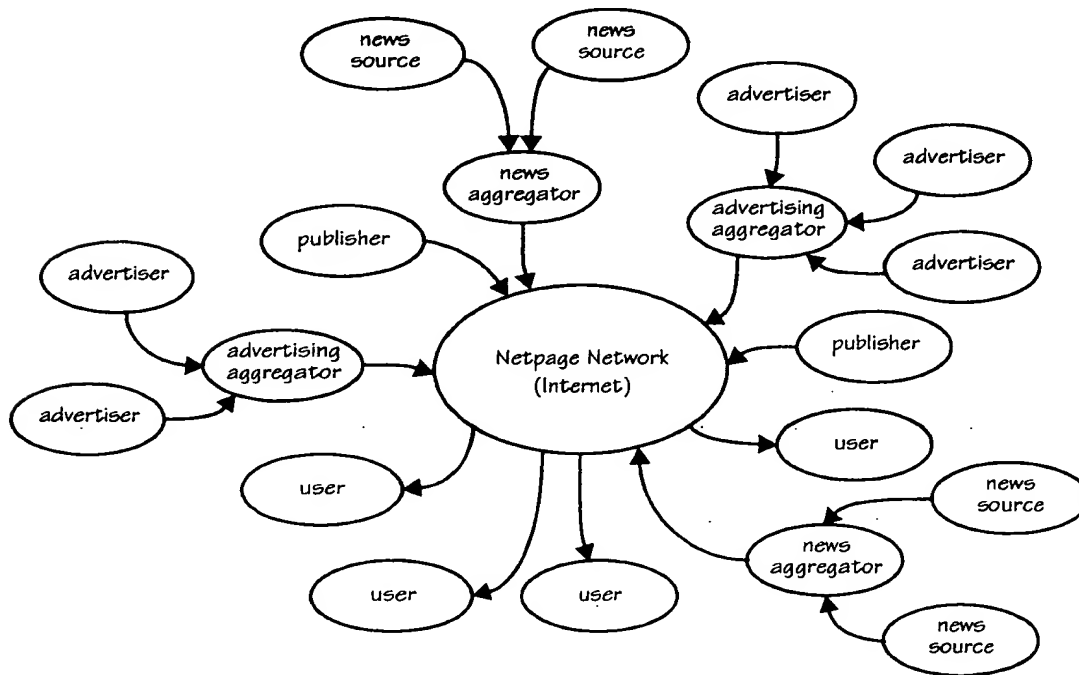 news
source
news
source
advertiser
advertiser
news
aggregator
advertising
aggregator
publisher
advertiser
advertiser
publisher
Netpage Network
(Internet)
advertising
aggregator
advertiser
user
user
news
source
news
aggregator
user
user
news
source